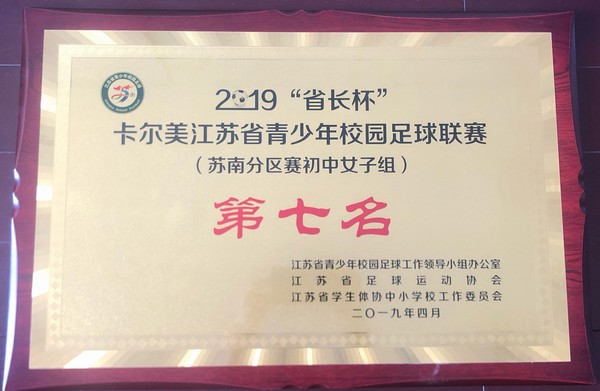 2019“省长杯”
卡尔美江苏省青少年校园足球联赛
（苏南分区赛初中女子组）
第七名
江苏省青少年校园足球工作领导小组办公室
江苏省足球运动协会
江苏省学生体协中小学校工作委员会
二〇一九年四月